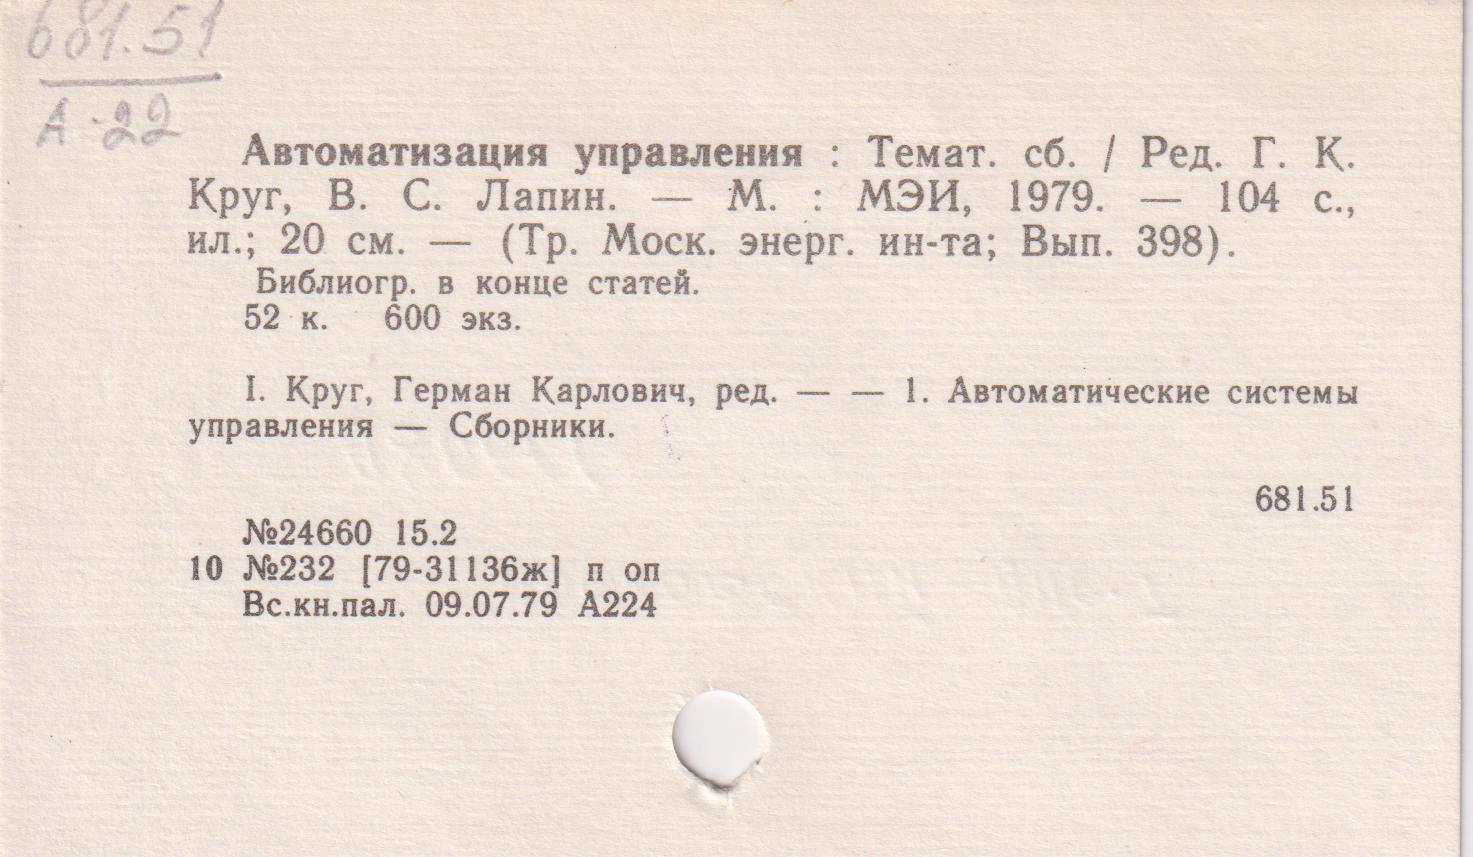 681.51
А-22
Автоматизация управления : Темат. сб. / Ред. Г. К.
Круг, В. С. Лапин. — М. : МЭИ, 1979. — 104 с.,
ил.; 20 см. — (Тр. Моск. энерг. ин-та; Вып. 398).
Библиогр. в конце статей.
52 к. 600 экз.
I. Круг, Герман Карлович, ред. — — 1. Автоматические системы
управления — Сборники.
681.51
№24660 15.2
10 №232 [79-31136ж] п оп
Вс.кн.пал. 09.07.79 А224